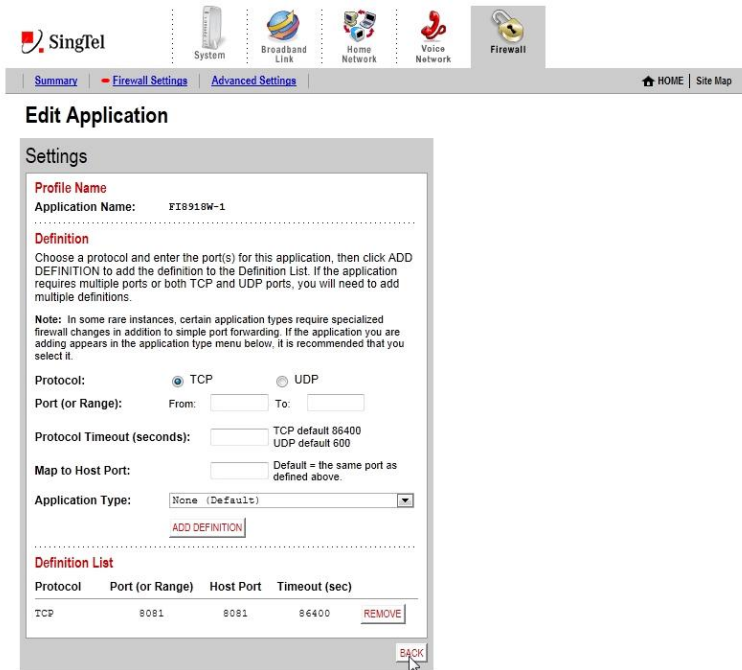 SingTel
System
Broadband Link
Home Network
Voice Network
Firewall
Summary
Firewall Settings
Advanced Settings
HOME
Site Map
Edit Application
Settings
Profile Name
Application Name: FI8918W-1
Definition
Choose a protocol and enter the port(s) for this application, then click ADD
DEFINITION to add the definition to the Definition List. If the application
requires multiple ports or both TCP and UDP ports, you will need to add
multiple definitions.
Note: In some rare instances, certain application types require specialized
firewall changes in addition to simple port forwarding. If the application you are
adding appears in the application type menu below, it is recommended that you
select it.
Protocol: TCP UDP
Port (or Range): From: To:
Protocol Timeout (seconds): TCP default 86400
UDP default 600
Map to Host Port: Default = the same port as
defined above.
Application Type: None (Default)
ADD DEFINITION
Definition List
Protocol Port (or Range) Host Port Timeout (sec)
TCP 8081 8081 86400 REMOVE
BACK